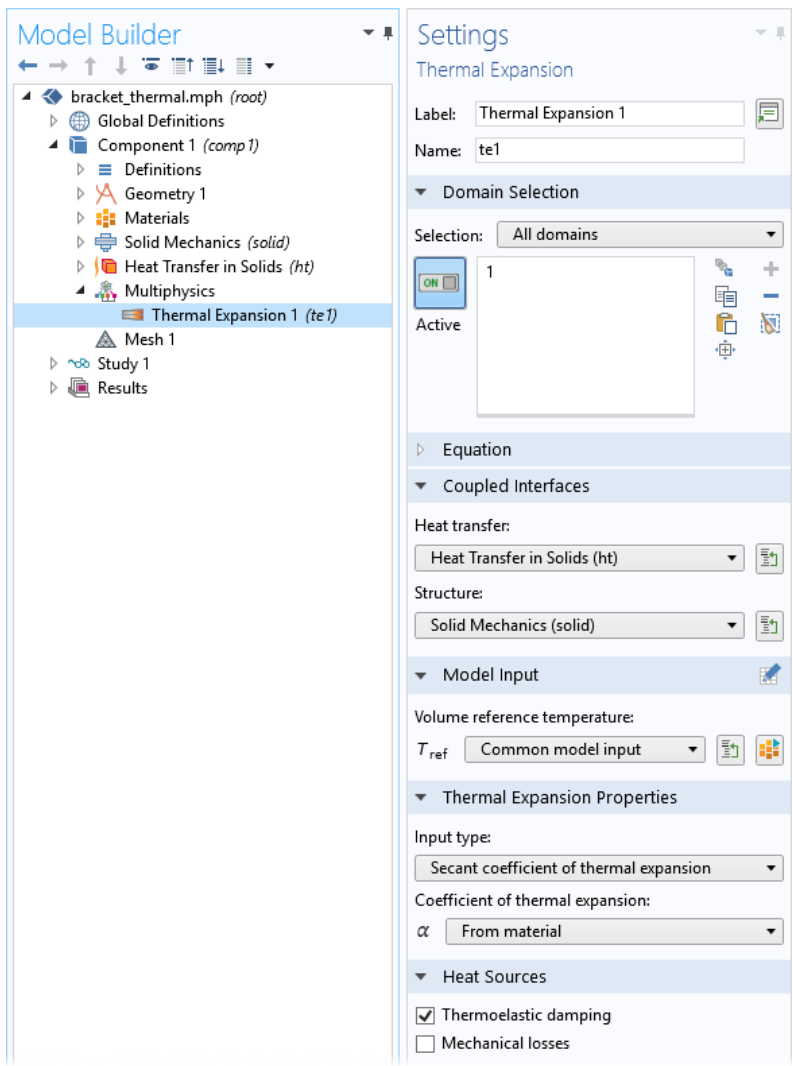 Model Builder
bracket_thermal.mph (root)
Global Definitions
Component 1 (comp1)
Definitions
Geometry 1
Materials
Solid Mechanics (solid)
Heat Transfer in Solids (ht)
Multiphysics
Thermal Expansion 1 (te1)
Mesh 1
Study 1
Results
Settings
Thermal Expansion
Label: Thermal Expansion 1
Name: te1
Domain Selection
Selection: All domains
ON
1
Active
Equation
Coupled Interfaces
Heat transfer:
Heat Transfer in Solids (ht)
Structure:
Solid Mechanics (solid)
Model Input
Volume reference temperature:
T ref Common model input
Thermal Expansion Properties
Input type:
Secant coefficient of thermal expansion
Coefficient of thermal expansion:
α From material
Heat Sources
Thermoelastic damping
Mechanical losses